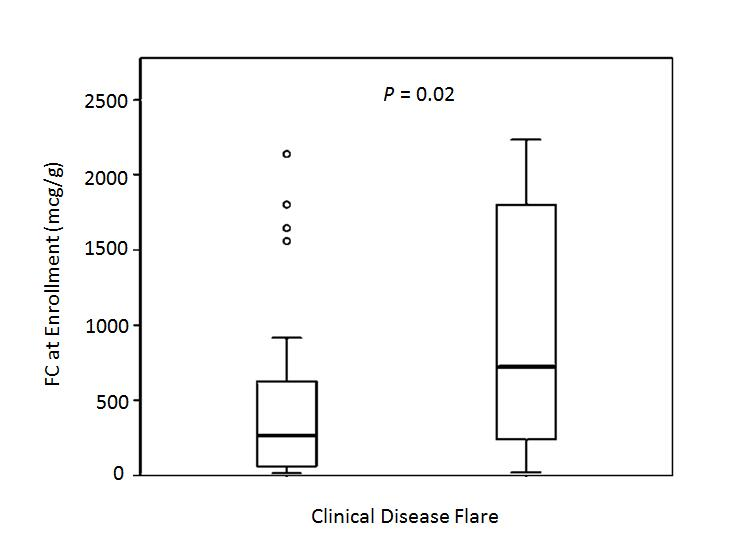 P = 0.02
FC at Enrollment (mcg/g)
2500
2000
1500
1000
500
0
Clinical Disease Flare